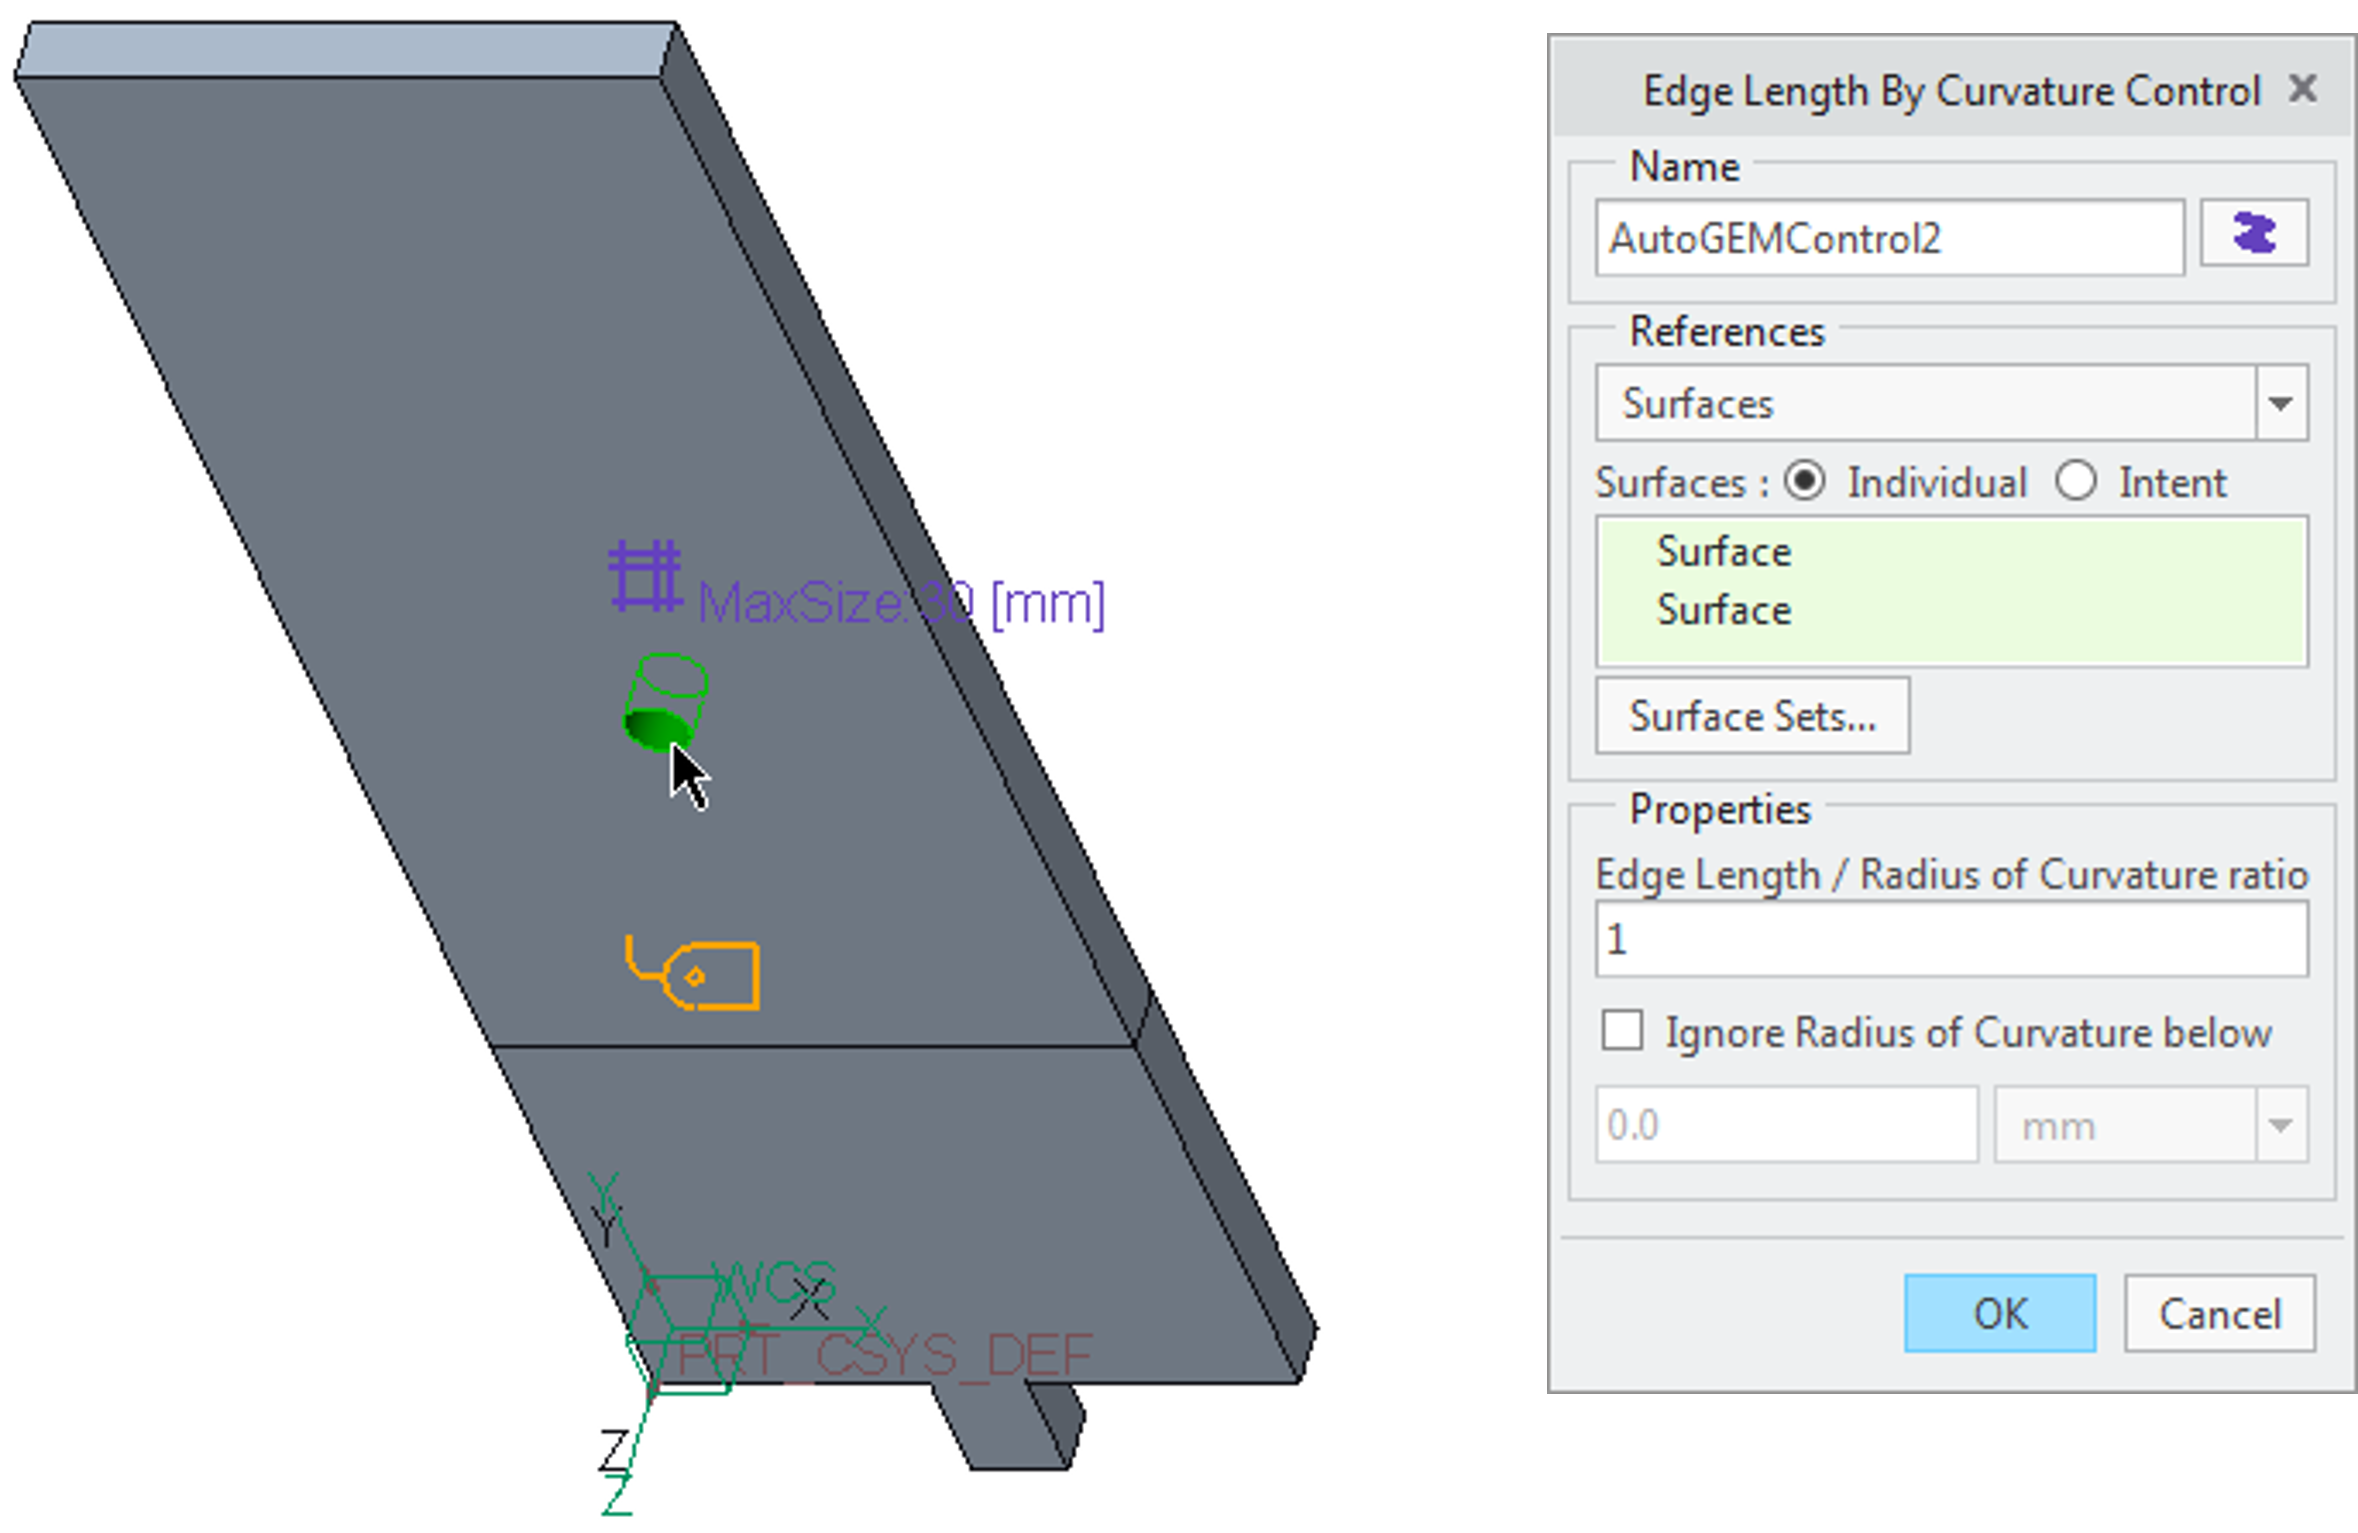 MaxSize:30 [mm]
Y
Y
WCS
X
X
PRT_CSYS_DEF
Z
Z
Edge Length By Curvature Control
Name
AutoGEMControl2
References
Surfaces
Surfaces : Individual Intent
Surface
Surface
Surface Sets...
Properties
Edge Length / Radius of Curvature ratio
1
Ignore Radius of Curvature below
0.0 mm
OK Cancel